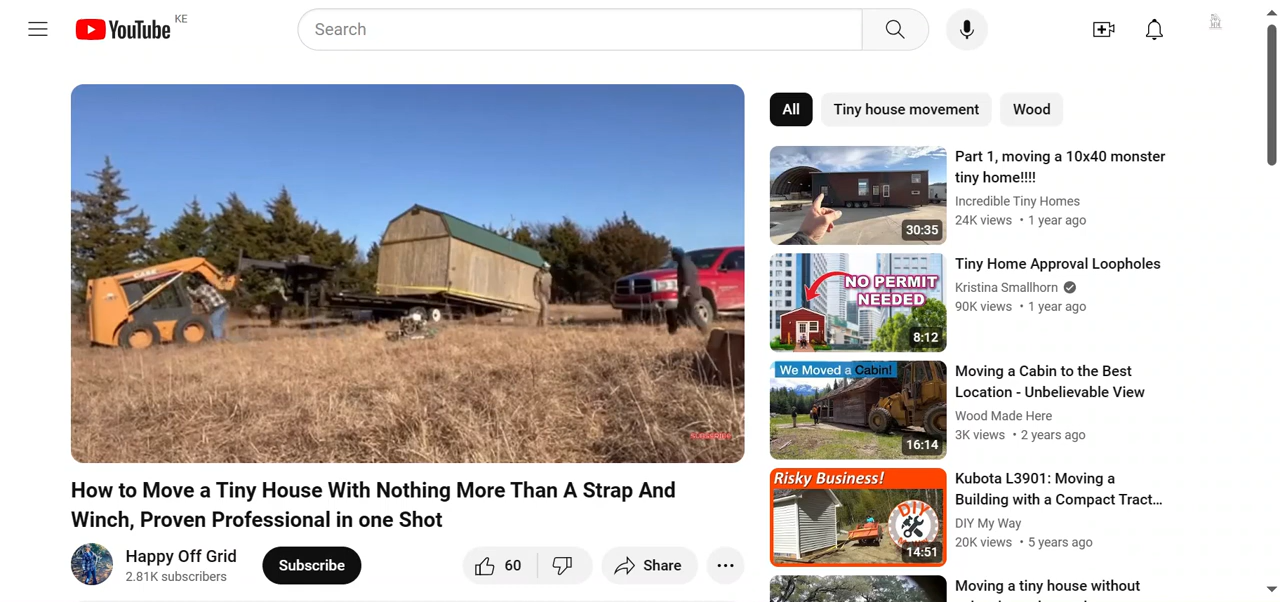 YouTube
KE
Search
All
Tiny house movement
Wood
Part 1, moving a 10x40 monster
tiny home!!!!
Incredible Tiny Homes
24K views • 1 year ago
30:35
NO PERMIT
NEEDED
8:12
Tiny Home Approval Loopholes
Kristina Smallhorn
90K views • 1 year ago
We Moved a Cabin!
16:14
Moving a Cabin to the Best
Location - Unbelievable View
Wood Made Here
3K views • 2 years ago
Risky Business!
DIY
14:51
Kubota L3901: Moving a
Building with a Compact Tract...
DIY My Way
20K views • 5 years ago
Moving a tiny house without
CASE
SUBSCRIBE
How to Move a Tiny House With Nothing More Than A Strap And
Winch, Proven Professional in one Shot
Happy Off Grid
2.81K subscribers
Subscribe
60
Share